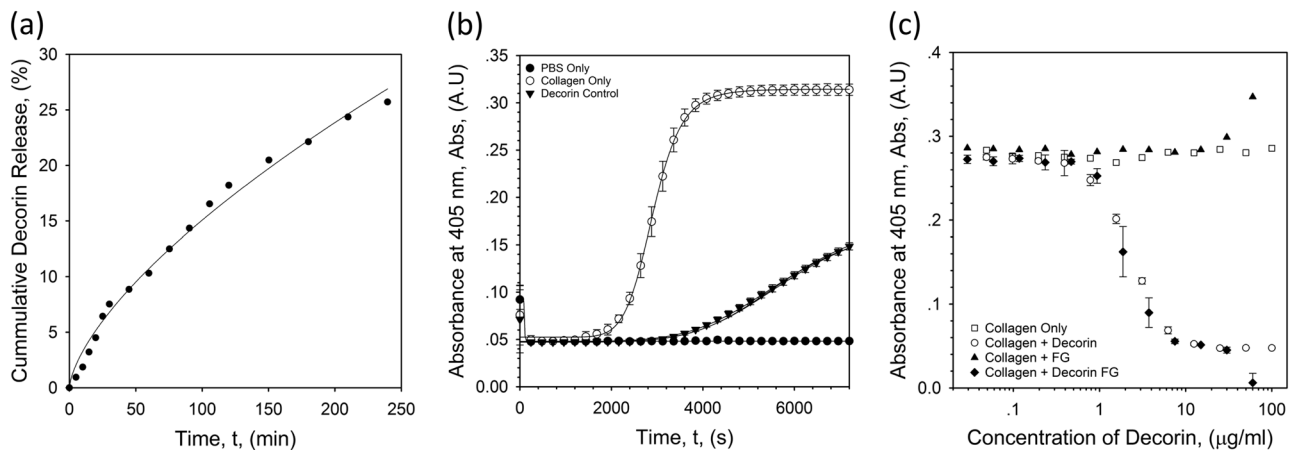 (a)
Cummulative Decorin Release, (%)
30
25
20
15
10
5
0
0 50 100 150 200 250
Time, t, (min)
(b)
Absorbance at 405 nm, Abs, (A.U)
.35
.30
.25
.20
.15
.10
.05
0.00
PBS Only
Collagen Only
Decorin Control
0 2000 4000 6000
Time, t, (s)
(c)
Absorbance at 405 nm, Abs, (A.U)
.4
.3
.2
.1
0.0
Collagen Only
Collagen + Decorin
Collagen + FG
Collagen + Decorin FG
.1 1 10 100
Concentration of Decorin, (μg/ml)